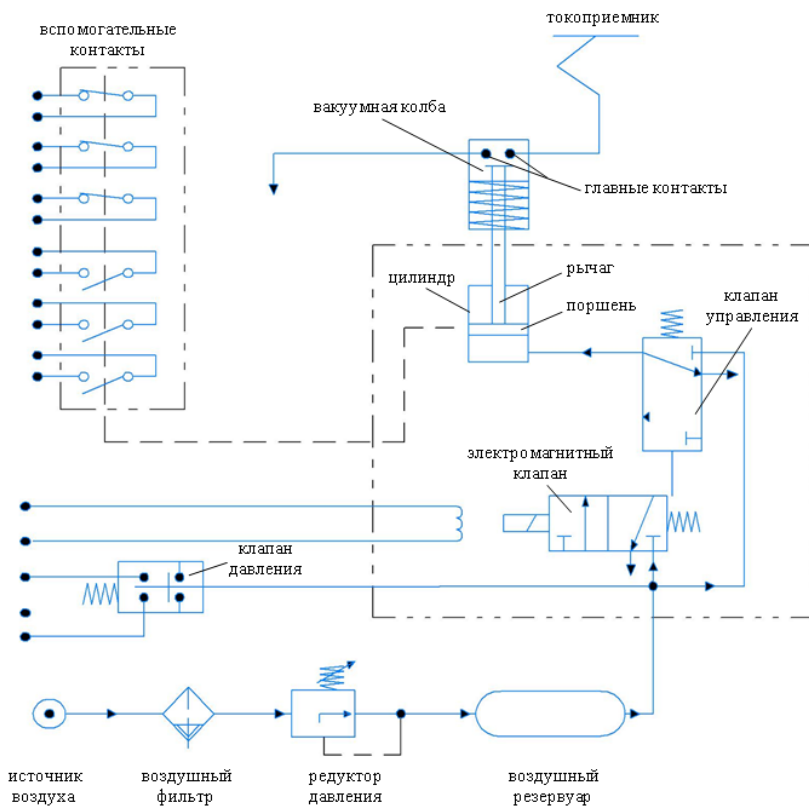 вспомогательные
контакты
токоприемник
вакуумная колба
главные контакты
рычаг
цилиндр
поршень
клапан
управления
электромагнитный
клапан
клапан
давления
источник
воздуха
воздушный
фильтр
редуктор
давления
воздушный
резервуар